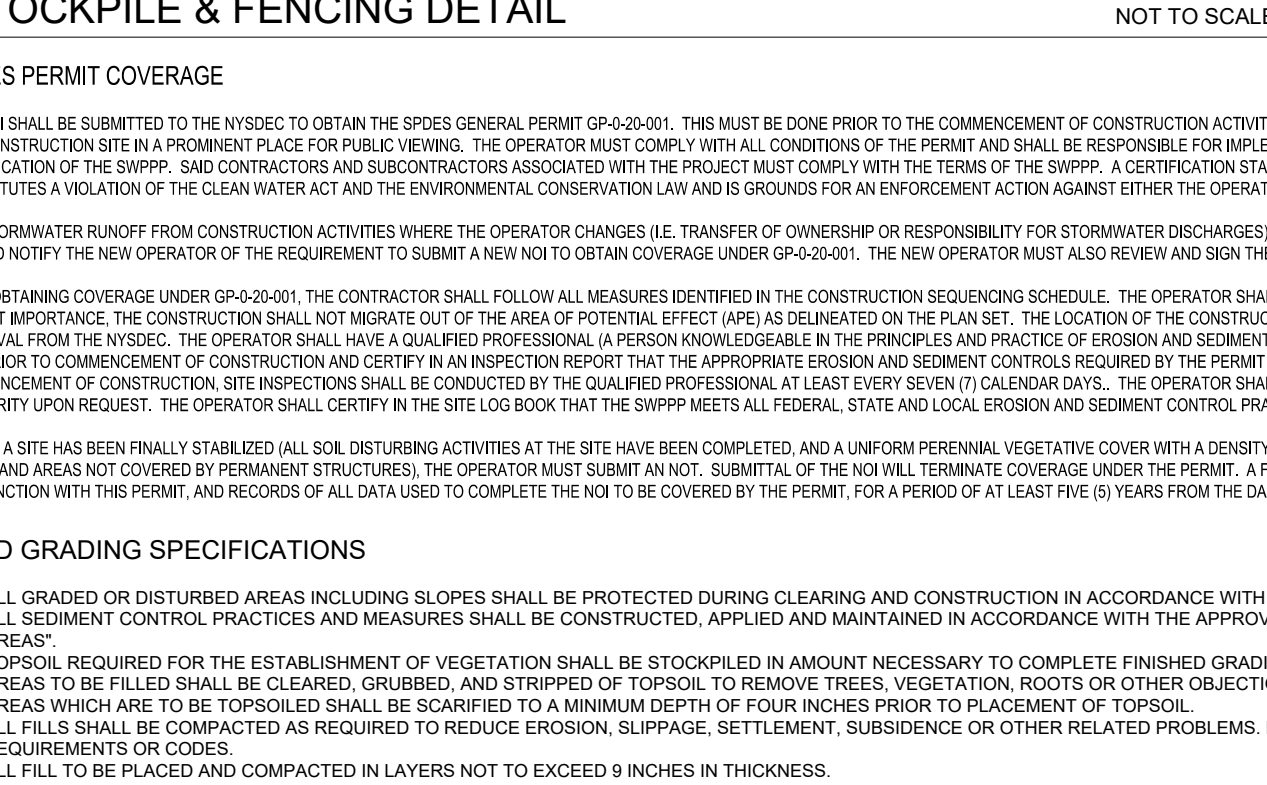 TOCKPILE & FENCING DETAIL
NOT TO SCALE
ES PERMIT COVERAGE
I SHALL BE SUBMITTED TO THE NYSDEC TO OBTAIN THE SPDES GENERAL PERMIT GP-0-20-001. THIS MUST BE DONE PRIOR TO THE COMMENCEMENT OF CONSTRUCTION ACTIVIT
NSTRUCTION SITE IN A PROMINENT PLACE FOR PUBLIC VIEWING. THE OPERATOR MUST COMPLY WITH ALL CONDITIONS OF THE PERMIT AND SHALL BE RESPONSIBLE FOR IMPLE
ICATION OF THE SWPPP. SAID CONTRACTORS AND SUBCONTRACTORS ASSOCIATED WITH THE PROJECT MUST COMPLY WITH THE TERMS OF THE SWPPP. A CERTIFICATION STA
TUTES A VIOLATION OF THE CLEAN WATER ACT AND THE ENVIRONMENTAL CONSERVATION LAW AND IS GROUNDS FOR AN ENFORCEMENT ACTION AGAINST EITHER THE OPERAT
ORMWATER RUNOFF FROM CONSTRUCTION ACTIVITIES WHERE THE OPERATOR CHANGES (I.E. TRANSFER OF OWNERSHIP OR RESPONSIBILITY FOR STORMWATER DISCHARGES)
D NOTIFY THE NEW OPERATOR OF THE REQUIREMENT TO SUBMIT A NEW NOI TO OBTAIN COVERAGE UNDER GP-0-20-001. THE NEW OPERATOR MUST ALSO REVIEW AND SIGN THE
OBTAINING COVERAGE UNDER GP-0-20-001, THE CONTRACTOR SHALL FOLLOW ALL MEASURES IDENTIFIED IN THE CONSTRUCTION SEQUENCING SCHEDULE. THE OPERATOR SHAL
T IMPORTANCE, THE CONSTRUCTION SHALL NOT MIGRATE OUT OF THE AREA OF POTENTIAL EFFECT (APE) AS DELINEATED ON THE PLAN SET. THE LOCATION OF THE CONSTRUC
VAL FROM THE NYSDEC. THE OPERATOR SHALL HAVE A QUALIFIED PROFESSIONAL (A PERSON KNOWLEDGEABLE IN THE PRINCIPLES AND PRACTICE OF EROSION AND SEDIMENT
IOR TO COMMENCEMENT OF CONSTRUCTION AND CERTIFY IN AN INSPECTION REPORT THAT THE APPROPRIATE EROSION AND SEDIMENT CONTROLS REQUIRED BY THE PERMIT
NCEMENT OF CONSTRUCTION, SITE INSPECTIONS SHALL BE CONDUCTED BY THE QUALIFIED PROFESSIONAL AT LEAST EVERY SEVEN (7) CALENDAR DAYS.. THE OPERATOR SHAL
RITY UPON REQUEST. THE OPERATOR SHALL CERTIFY IN THE SITE LOG BOOK THAT THE SWPPP MEETS ALL FEDERAL, STATE AND LOCAL EROSION AND SEDIMENT CONTROL PRA
A SITE HAS BEEN FINALLY STABILIZED (ALL SOIL DISTURBING ACTIVITIES AT THE SITE HAVE BEEN COMPLETED, AND A UNIFORM PERENNIAL VEGETATIVE COVER WITH A DENSITY
AND AREAS NOT COVERED BY PERMANENT STRUCTURES), THE OPERATOR MUST SUBMIT AN NOT. SUBMITTAL OF THE NOI WILL TERMINATE COVERAGE UNDER THE PERMIT. A F
NCTION WITH THIS PERMIT, AND RECORDS OF ALL DATA USED TO COMPLETE THE NOI TO BE COVERED BY THE PERMIT, FOR A PERIOD OF AT LEAST FIVE (5) YEARS FROM THE DA
D GRADING SPECIFICATIONS
LL GRADED OR DISTURBED AREAS INCLUDING SLOPES SHALL BE PROTECTED DURING CLEARING AND CONSTRUCTION IN ACCORDANCE WITH
LL SEDIMENT CONTROL PRACTICES AND MEASURES SHALL BE CONSTRUCTED, APPLIED AND MAINTAINED IN ACCORDANCE WITH THE APPROV
REAS".
OPSOIL REQUIRED FOR THE ESTABLISHMENT OF VEGETATION SHALL BE STOCKPILED IN AMOUNT NECESSARY TO COMPLETE FINISHED GRADI
REAS TO BE FILLED SHALL BE CLEARED, GRUBBED, AND STRIPPED OF TOPSOIL TO REMOVE TREES, VEGETATION, ROOTS OR OTHER OBJECTIO
REAS WHICH ARE TO BE TOPSOILED SHALL BE SCARIFIED TO A MINIMUM DEPTH OF FOUR INCHES PRIOR TO PLACEMENT OF TOPSOIL.
LL FILLS SHALL BE COMPACTED AS REQUIRED TO REDUCE EROSION, SLIPPAGE, SETTLEMENT, SUBSIDENCE OR OTHER RELATED PROBLEMS.
EQUIREMENTS OR CODES.
LL FILL TO BE PLACED AND COMPACTED IN LAYERS NOT TO EXCEED 9 INCHES IN THICKNESS.